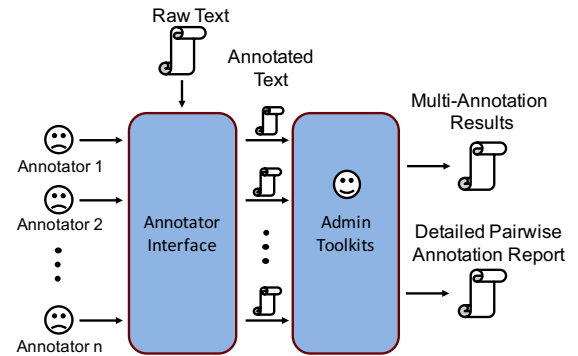 Raw Text
Annotated
Text
Multi-Annotation
Results
Annotator 1
Annotator 2
Annotator
Interface
Admin
Toolkits
Detailed Pairwise
Annotation Report
Annotator n